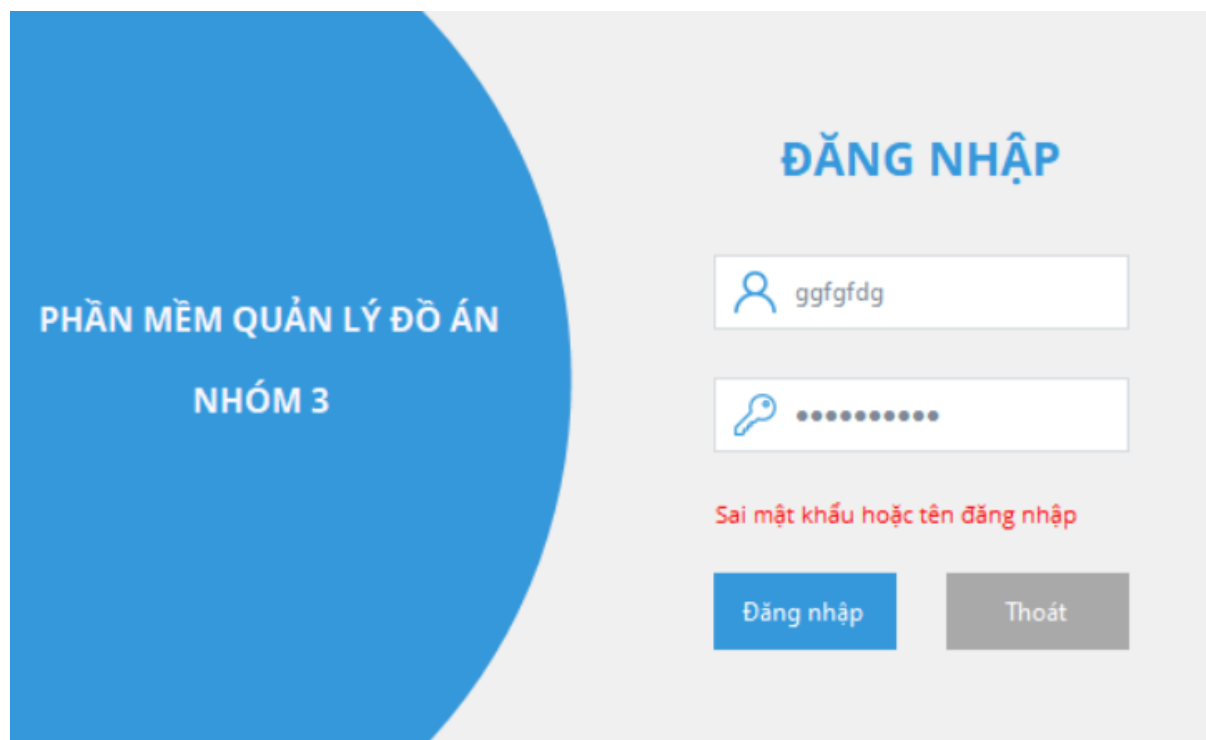 PHẦN MỀM QUẢN LÝ ĐỒ ÁN
NHÓM 3
ĐĂNG NHẬP
ggfgfdg
••••••••••
Sai mật khẩu hoặc tên đăng nhập
Đăng nhập
Thoát